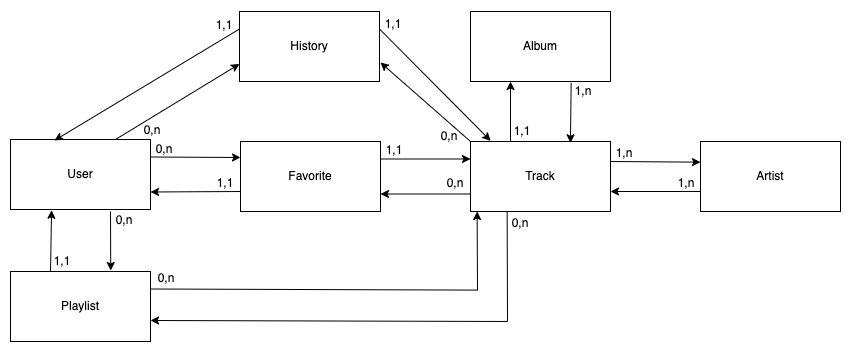 1,1
History
1,1
Album
0,n
0,n
1,1
1,n
User
0,n
1,1
Favorite
1,1
0,n
Track
1,n
1,n
Artist
0,n
1,1
0,n
Playlist
0,n